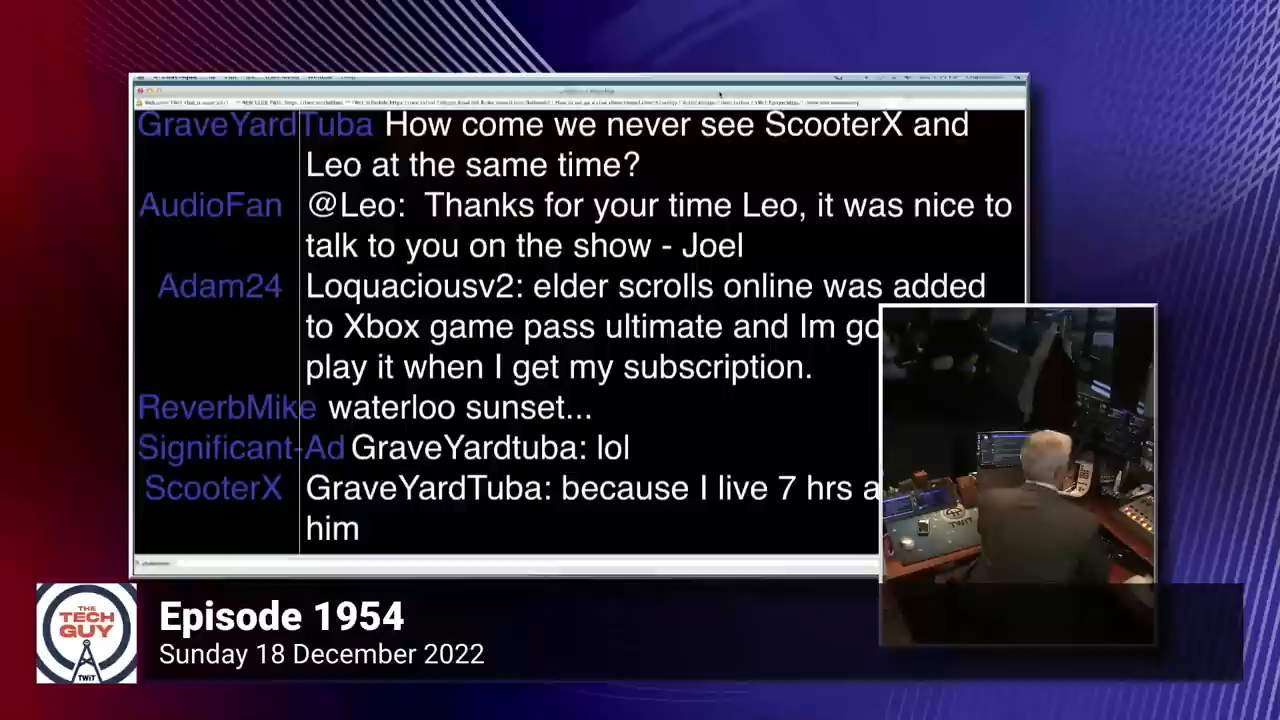 GraveYardTuba How come we never see ScooterX and
Leo at the same time?
AudioFan @Leo: Thanks for your time Leo, it was nice to
talk to you on the show - Joel
Adam24 Loquaciousv2: elder scrolls online was added
to Xbox game pass ultimate and Im go
play it when I get my subscription.
ReverbMike waterloo sunset...
Significant-Ad GraveYardtuba: lol
ScooterX GraveYardTuba: because I live 7 hrs a
him
THE
TECH
GUY
TWiT
Episode 1954
Sunday 18 December 2022
TWiT